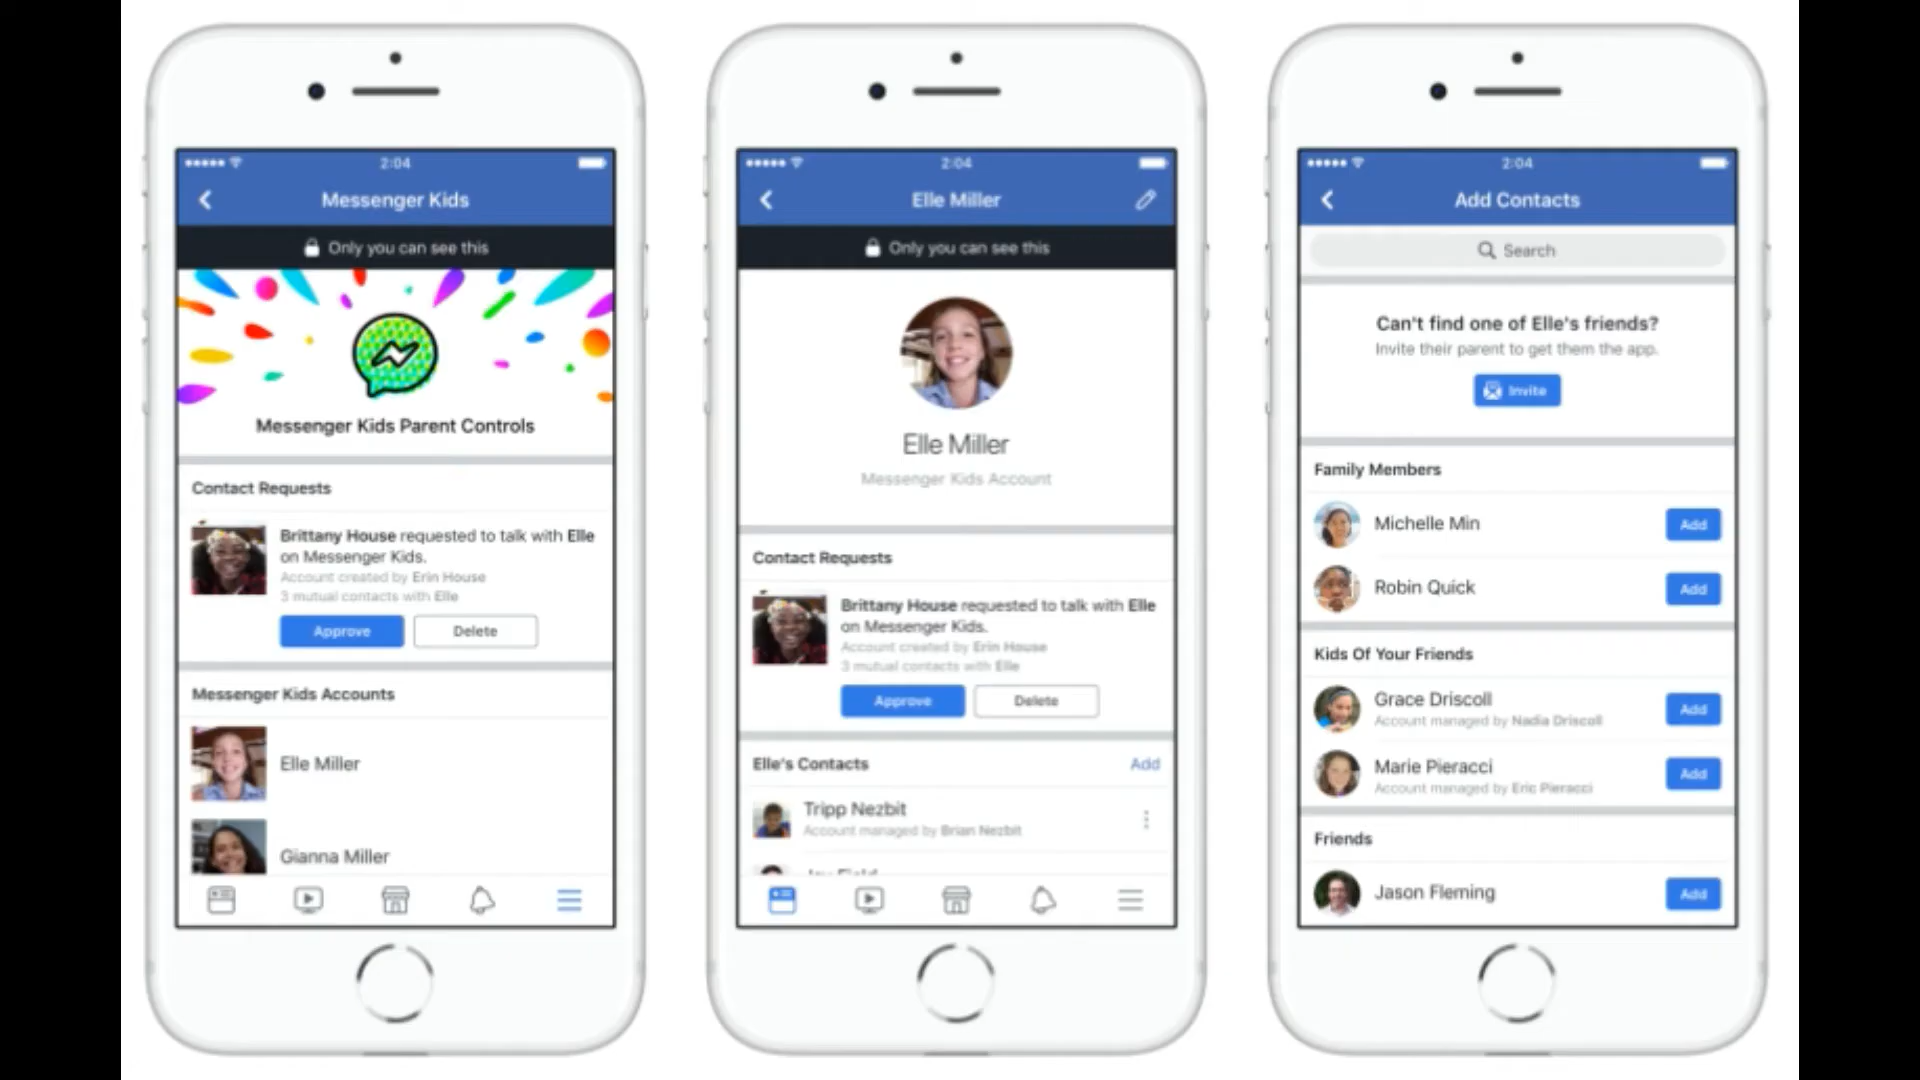 2:04
Messenger Kids
Only you can see this
Messenger Kids Parent Controls
Contact Requests
Brittany House requested to talk with Elle
on Messenger Kids.
Account created by Erin House
3 mutual contacts with Elle
Approve
Delete
Messenger Kids Accounts
Elle Miller
Gianna Miller
2:04
Elle Miller
Only you can see this
Elle Miller
Messenger Kids Account
Contact Requests
Brittany House requested to talk with Elle
on Messenger Kids.
Account created by Erin House
3 mutual contacts with Elle
Approve
Delete
Elle's Contacts
Add
Tripp Nezbit
Account managed by Brian Nezbit
2:04
Add Contacts
Search
Can't find one of Elle's friends?
Invite their parent to get them the app.
Invite
Family Members
Michelle Min
Add
Robin Quick
Add
Kids Of Your Friends
Grace Driscoll
Account managed by Nadia Driscoll
Add
Marie Pieracci
Account managed by Eric Pieracci
Add
Friends
Jason Fleming
Add